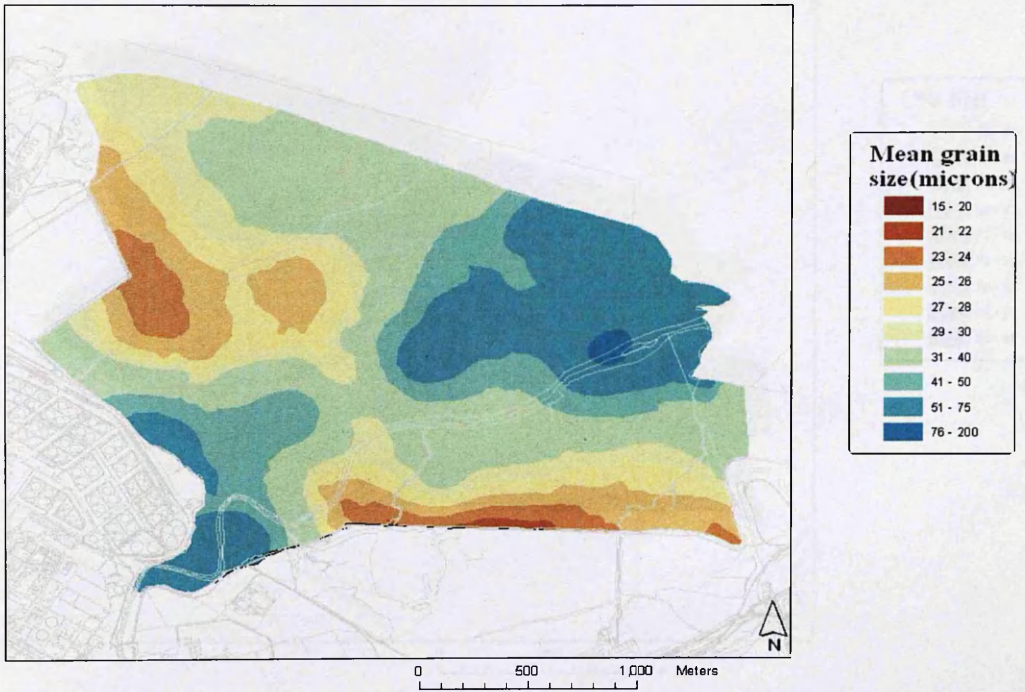 Mean grain
size(microns)
15 - 20
21 - 22
23 - 24
25 - 26
27 - 28
29 - 30
31 - 40
41 - 50
51 - 75
76 - 200
N
0 500 1,000 Meters